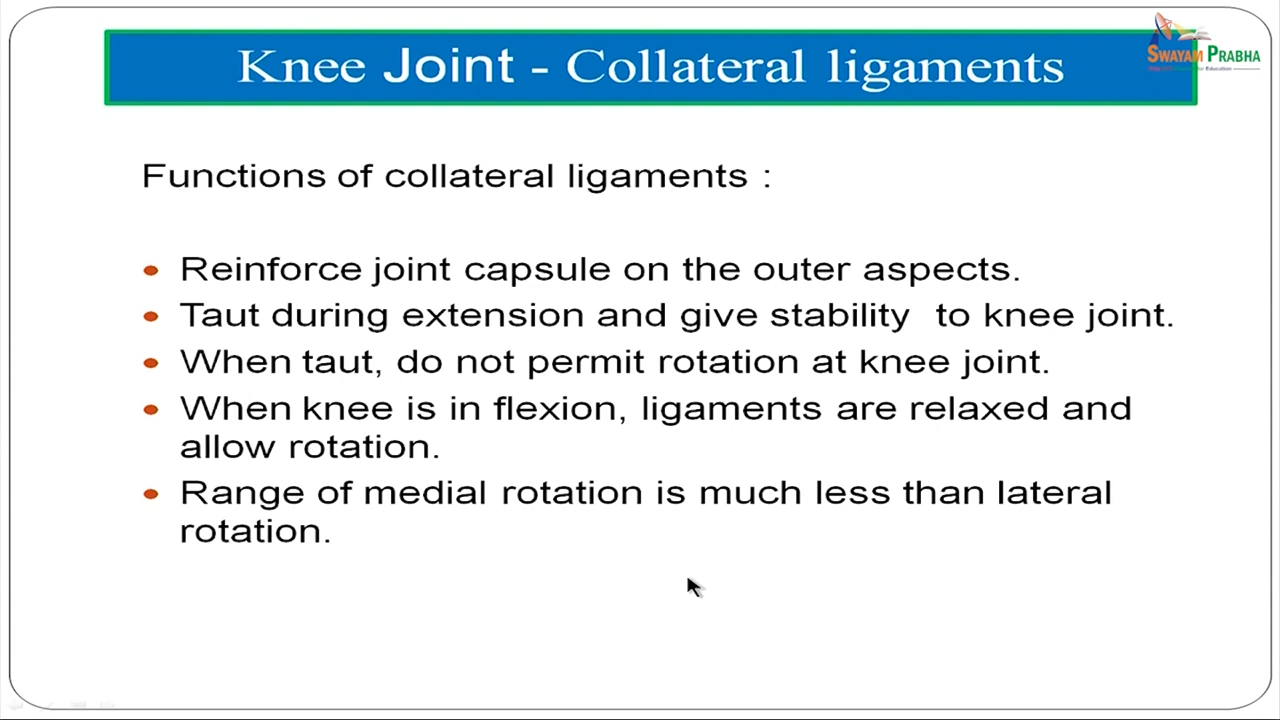 SWAYAM PRABHA
Knee Joint - Collateral ligaments
Functions of collateral ligaments :
Reinforce joint capsule on the outer aspects.
Taut during extension and give stability to knee joint.
When taut, do not permit rotation at knee joint.
When knee is in flexion, ligaments are relaxed and
allow rotation.
Range of medial rotation is much less than lateral
rotation.